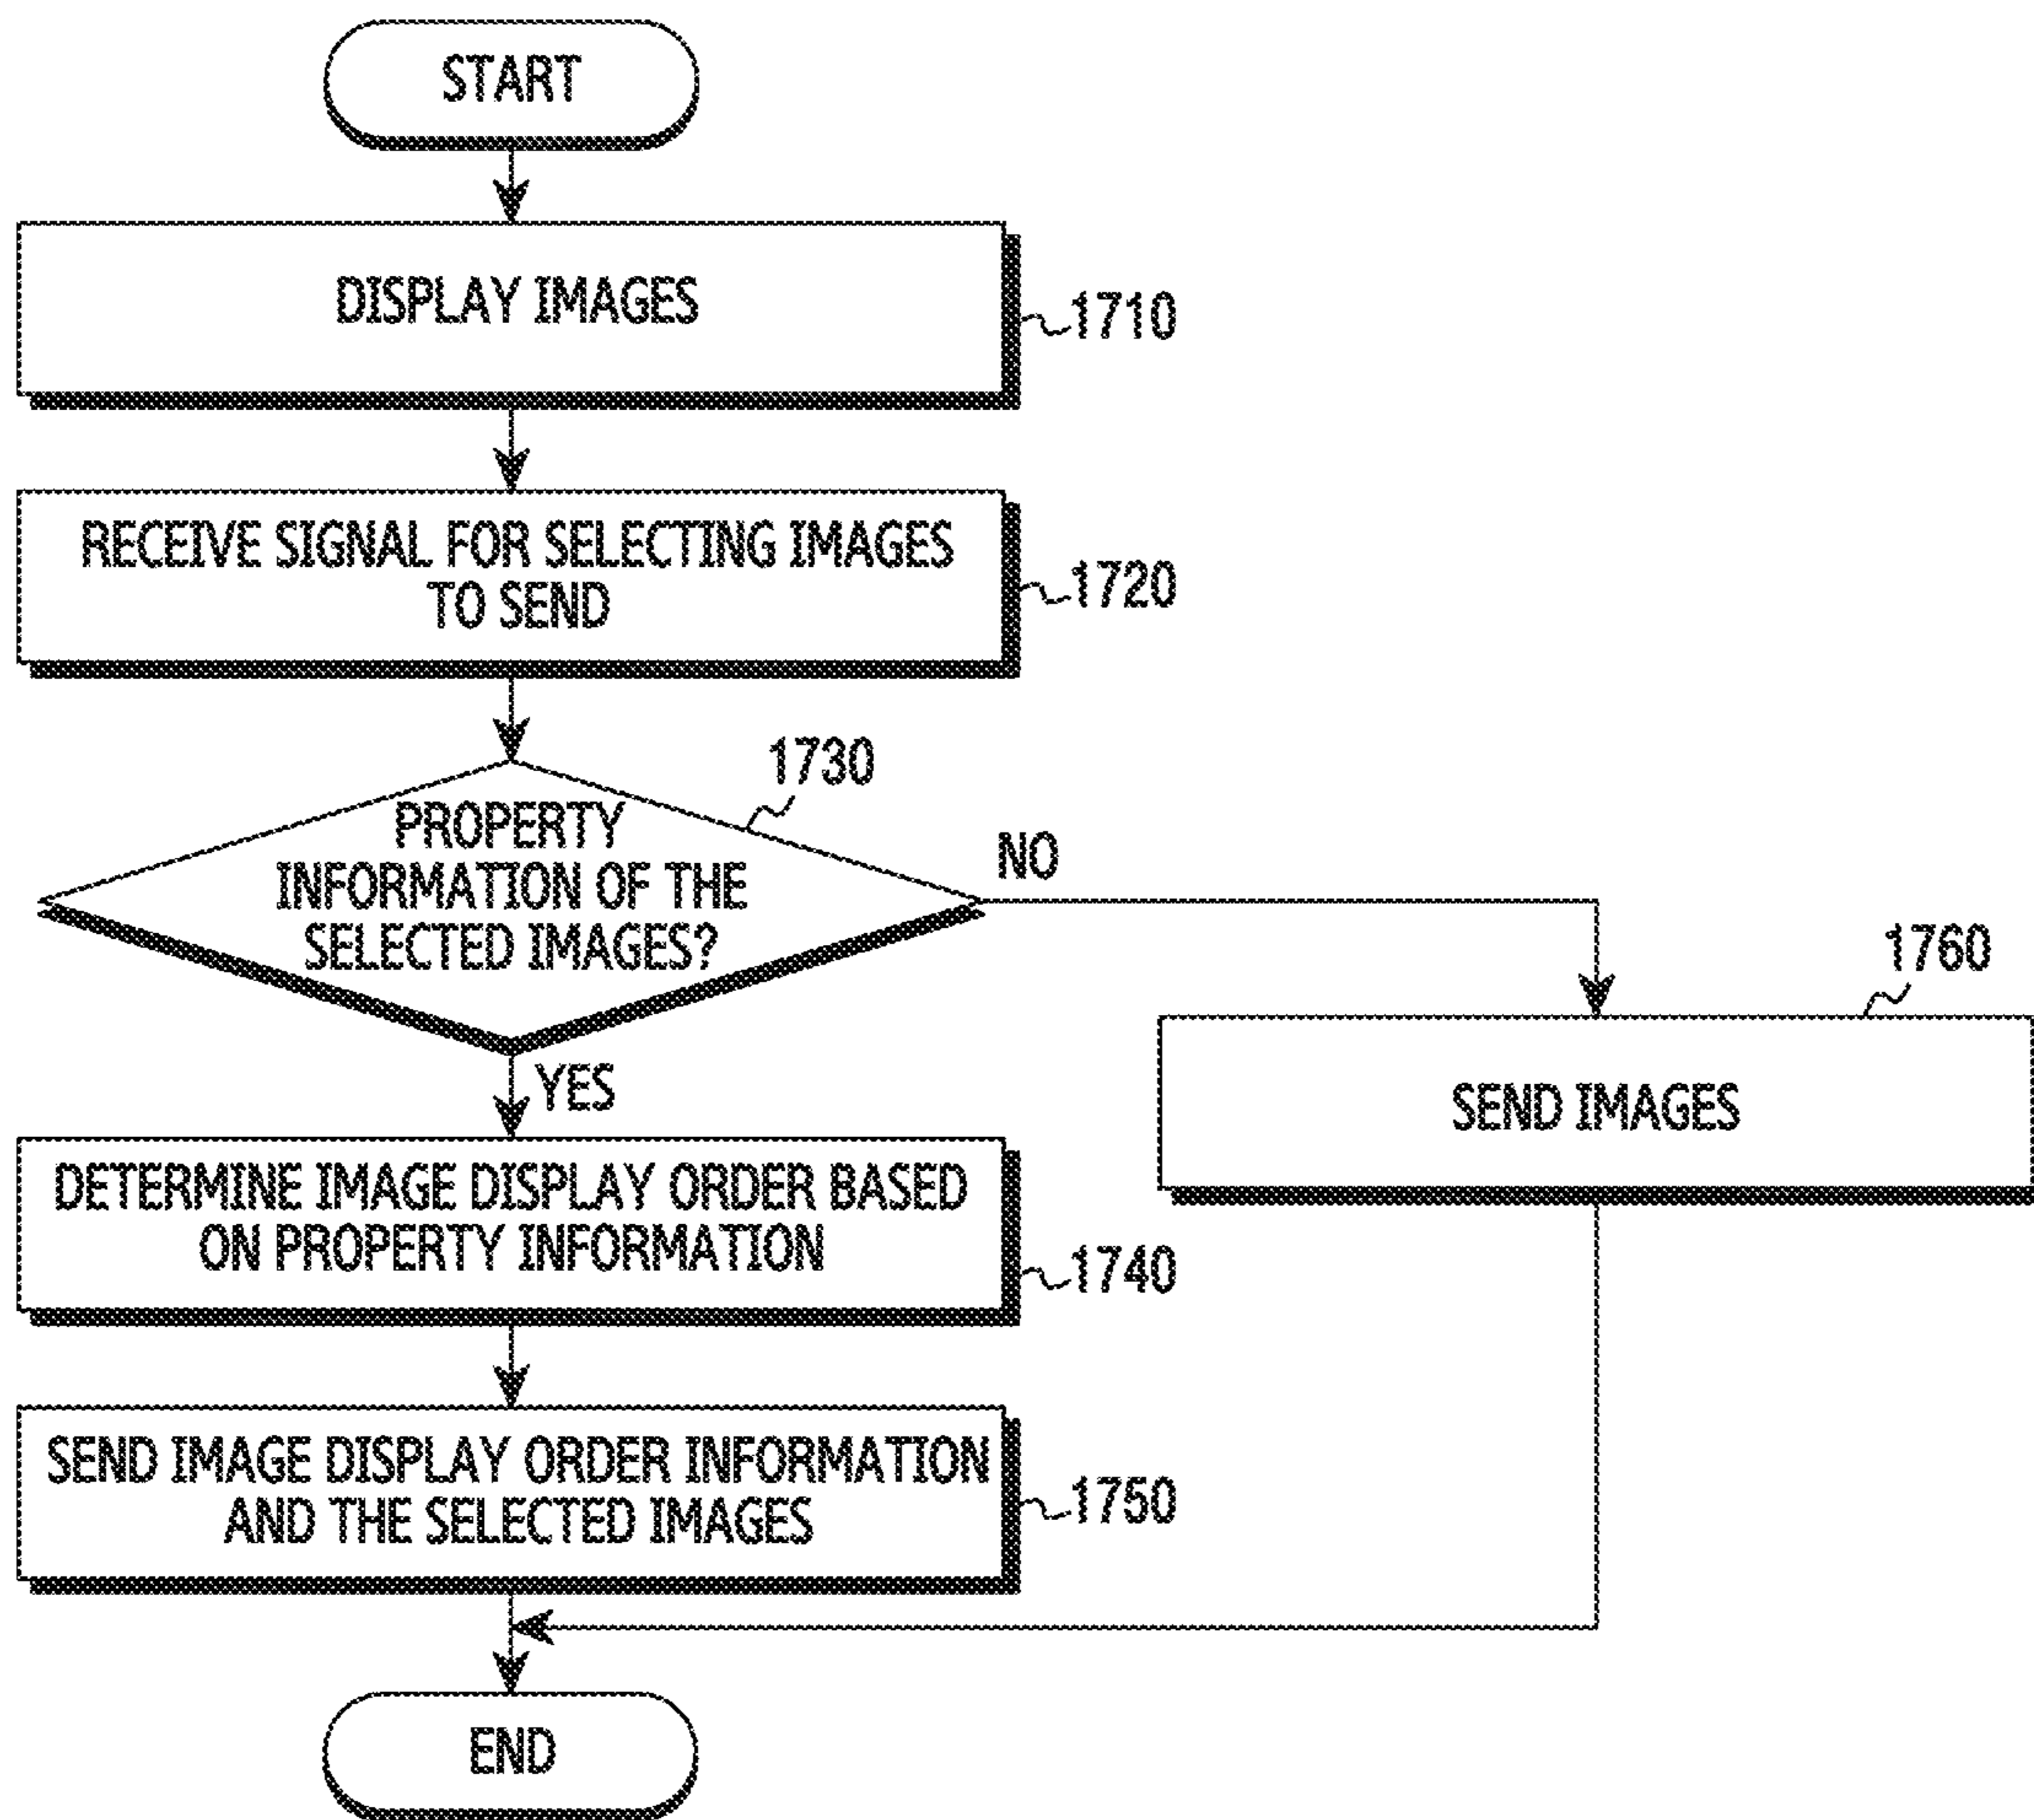 START
DISPLAY IMAGES
1710
RECEIVE SIGNAL FOR SELECTING IMAGES
TO SEND
1720
1730
PROPERTY
INFORMATION OF THE
SELECTED IMAGES?
NO
YES
1760
SEND IMAGES
DETERMINE IMAGE DISPLAY ORDER BASED
ON PROPERTY INFORMATION
1740
SEND IMAGE DISPLAY ORDER INFORMATION
AND THE SELECTED IMAGES
1750
END